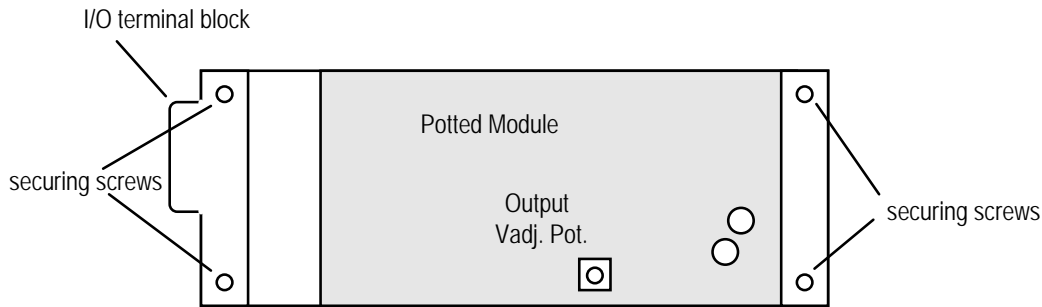 I/O terminal block
Potted Module
securing screws
Output
Vadj. Pot.
securing screws